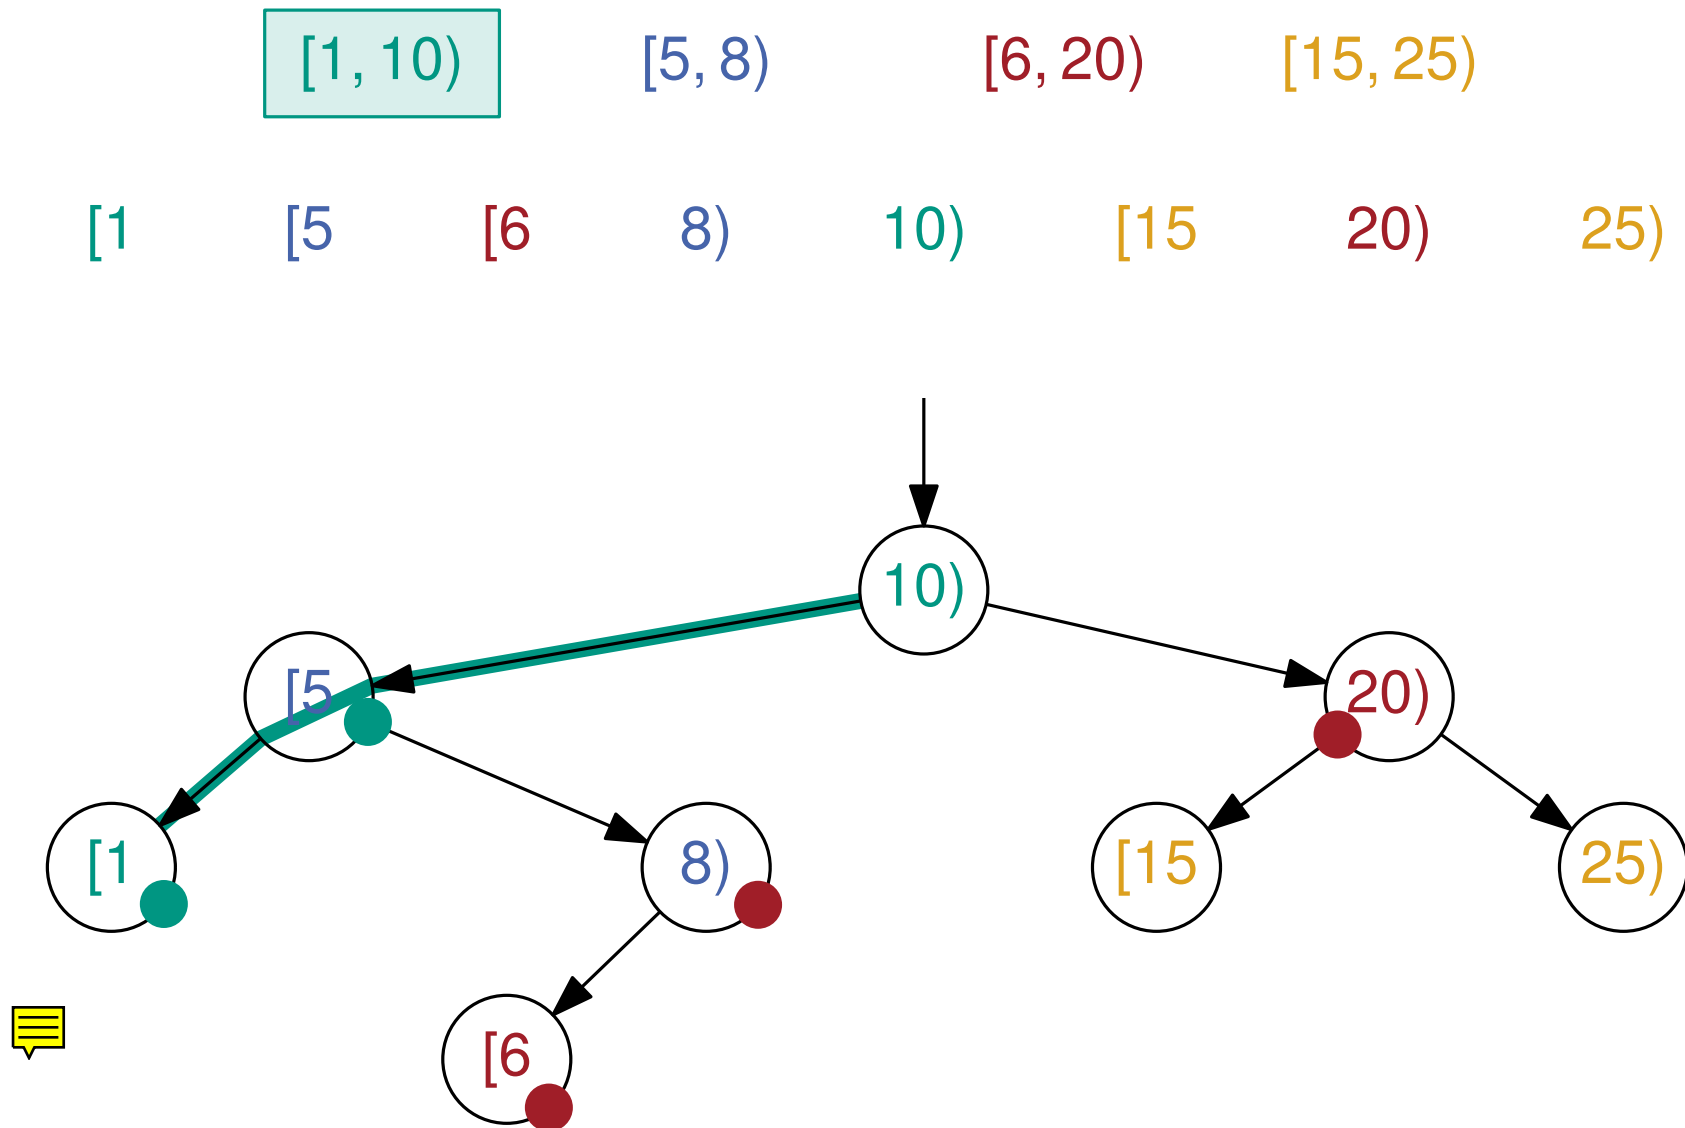 [1, 10) [5, 8) [6, 20) [15, 25)
[1 [5 [6 8) 10) [15 20) 25)
10)
[5 20)
[1 8) [15 25)
[6